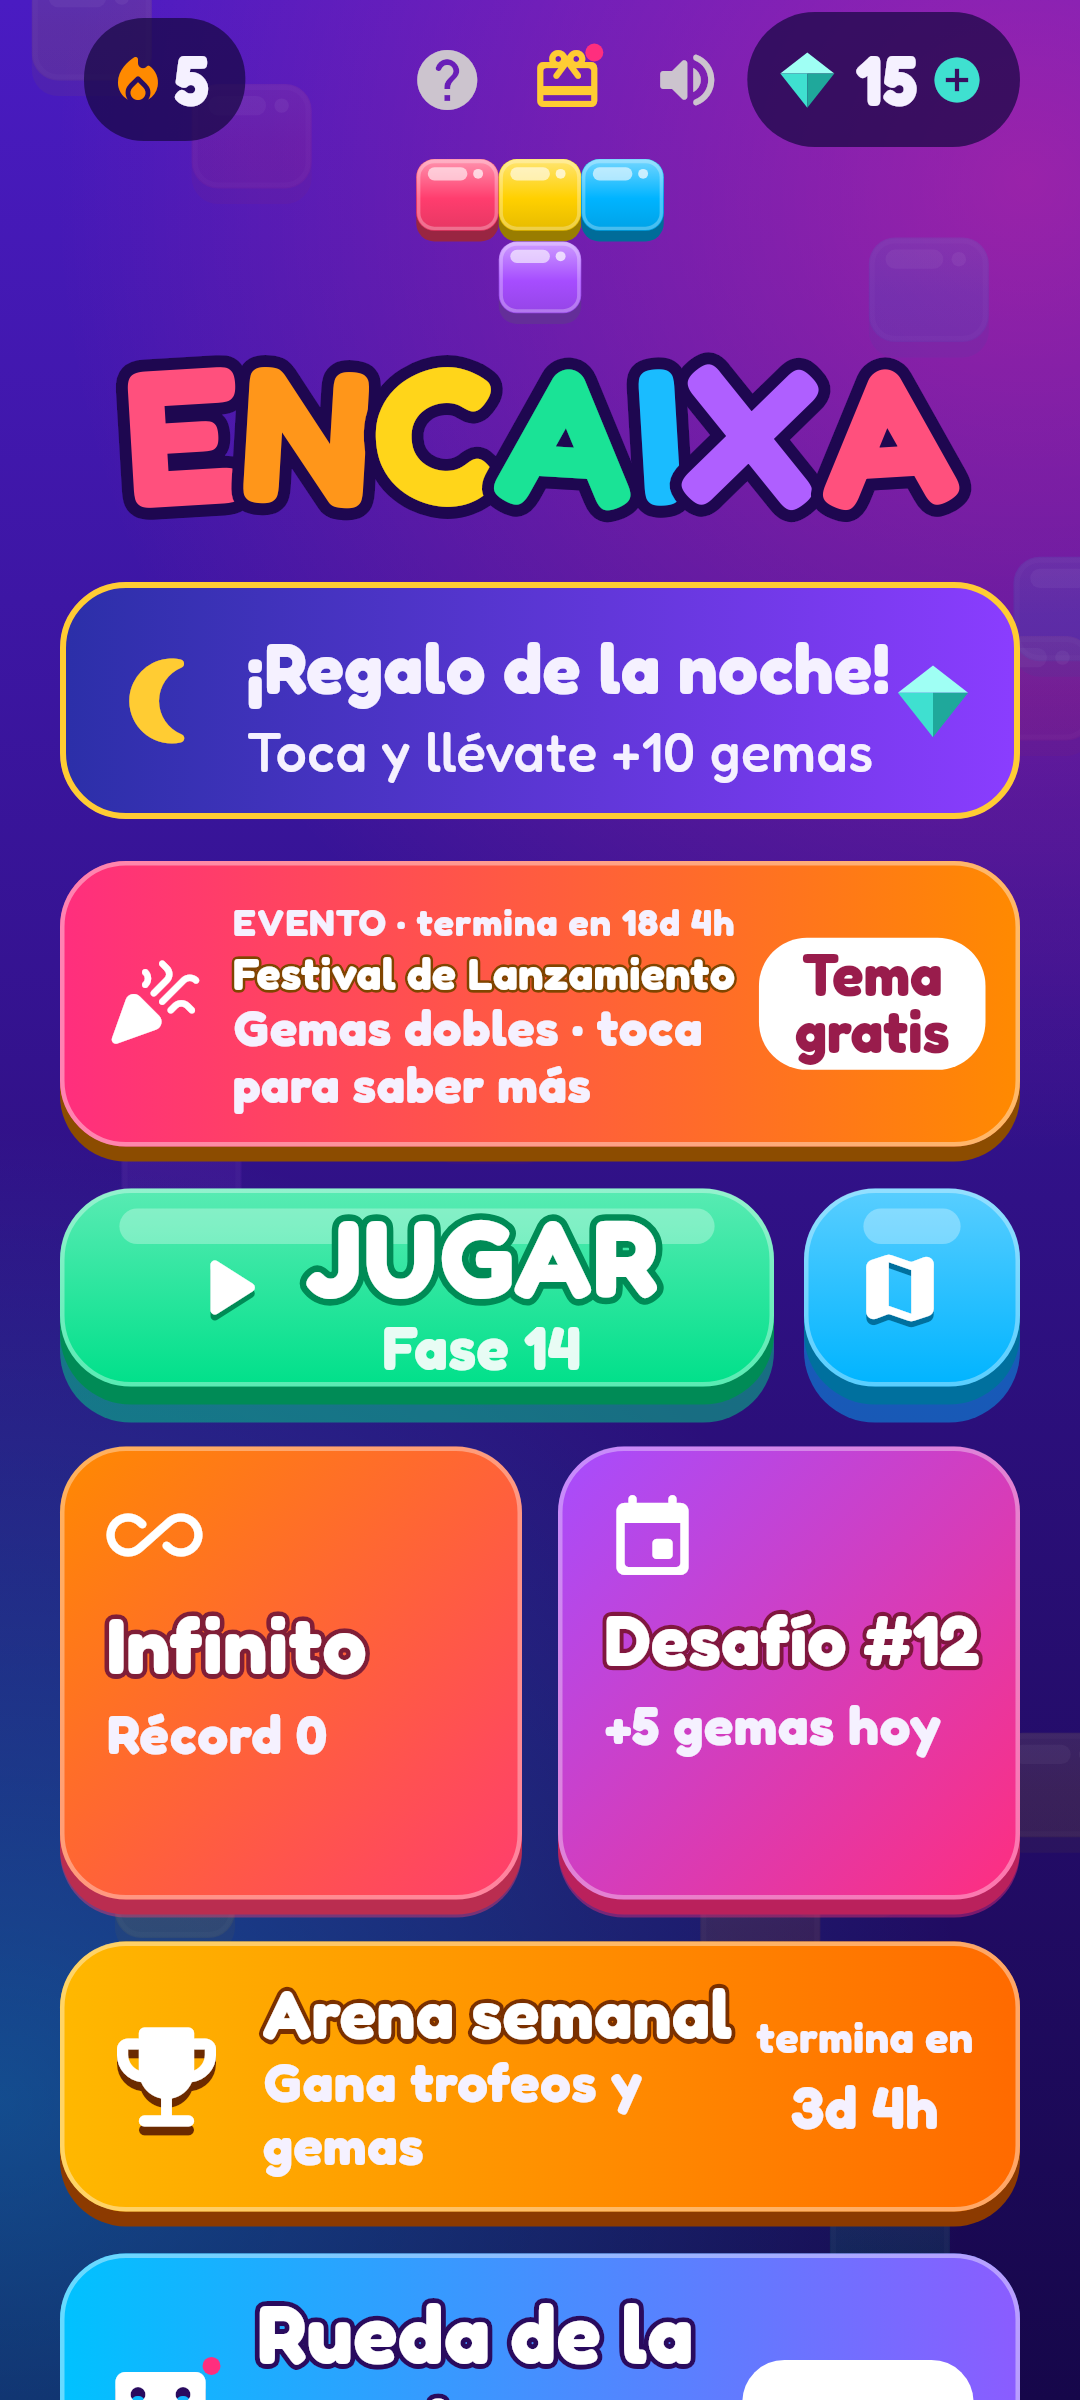 5
15
ENCAIXA
¡Regalo de la noche!
Toca y llévate +10 gemas
EVENTO · termina en 18d 4h
Festival de Lanzamiento
Gemas dobles · toca
para saber más
Tema
gratis
JUGAR
Fase 14
Infinito
Récord 0
Desafío #12
+5 gemas hoy
Arena semanal
Gana trofeos y
gemas
termina en
3d 4h
Rueda de la